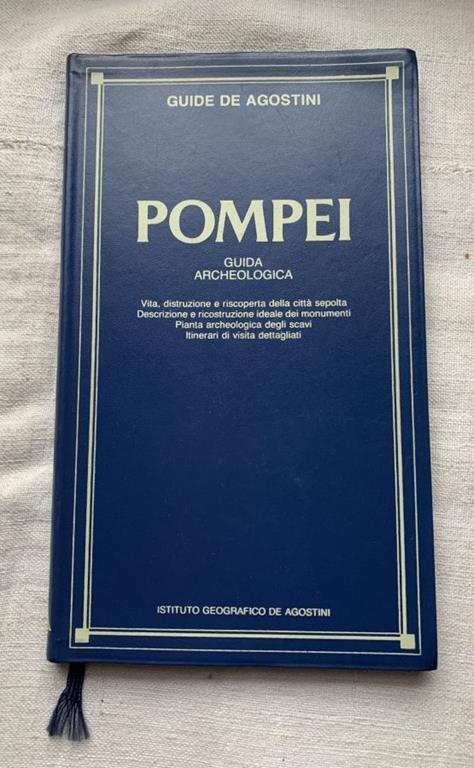 GUIDE DE AGOSTINI
POMPEI
GUIDA
ARCHEOLOGICA
Vita, distruzione e riscoperta della città sepolta
Descrizione e ricostruzione ideale dei monumenti
Pianta archeologica degli scavi
Itinerari di visita dettagliati
ISTITUTO GEOGRAFICO DE AGOSTINI